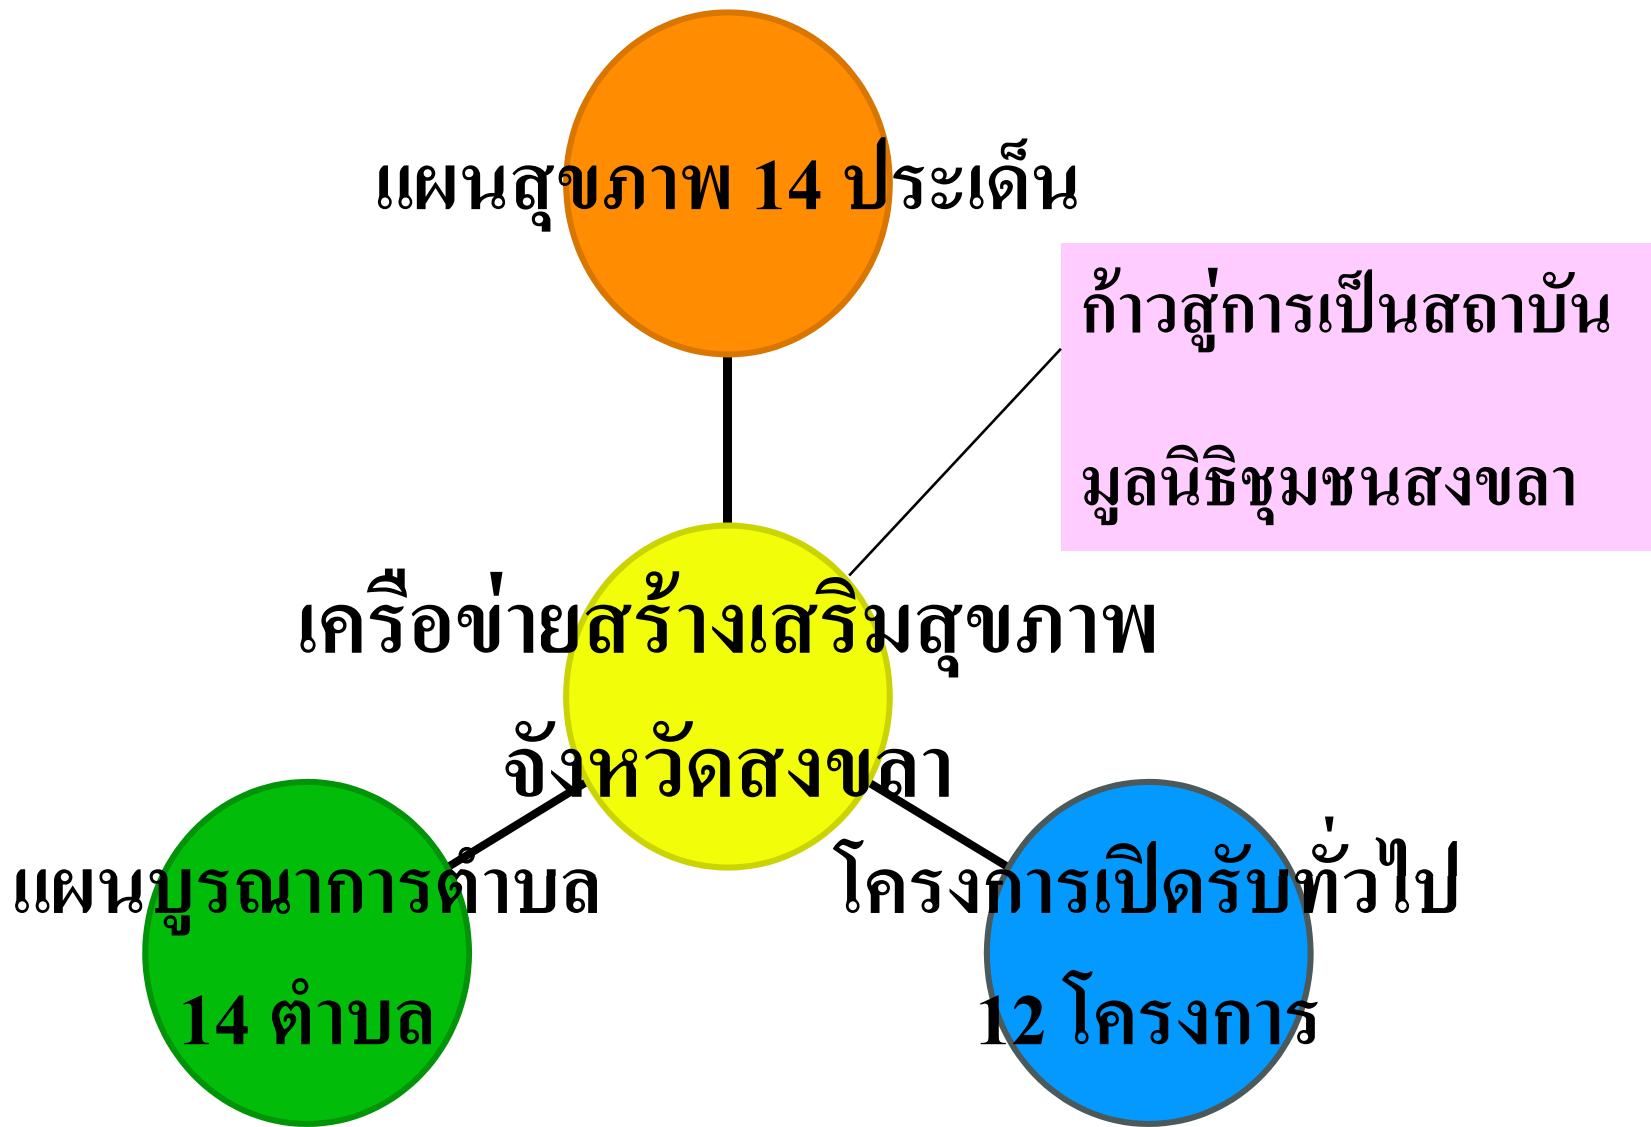 แผนสุขภาพ 14 ประเด็น
ก้าวสู่การเป็นสถาบัน
มูลนิธิชุมชนสงขลา
เครือข่ายสร้างเสริมสุขภาพ
จังหวัดสงขลา
แผนบูรณาการตำบล
14 ตำบล
โครงการเปิดรับทั่วไป
12 โครงการ